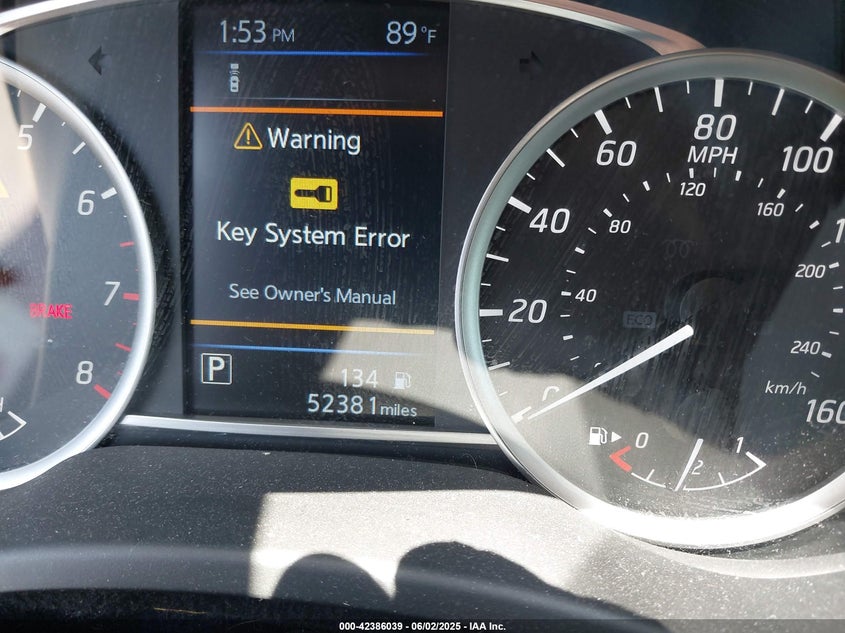 1:53 PM 89 °F
Warning
Key System Error
See Owner's Manual
P
134
52381 miles
5
6
7
8
BRAKE
20
40
60
80
100
160
MPH
40
80
120
160
200
240
km/h
ECO
0
1/2
1
000-42386039 - 06/02/2025 - IAA Inc.